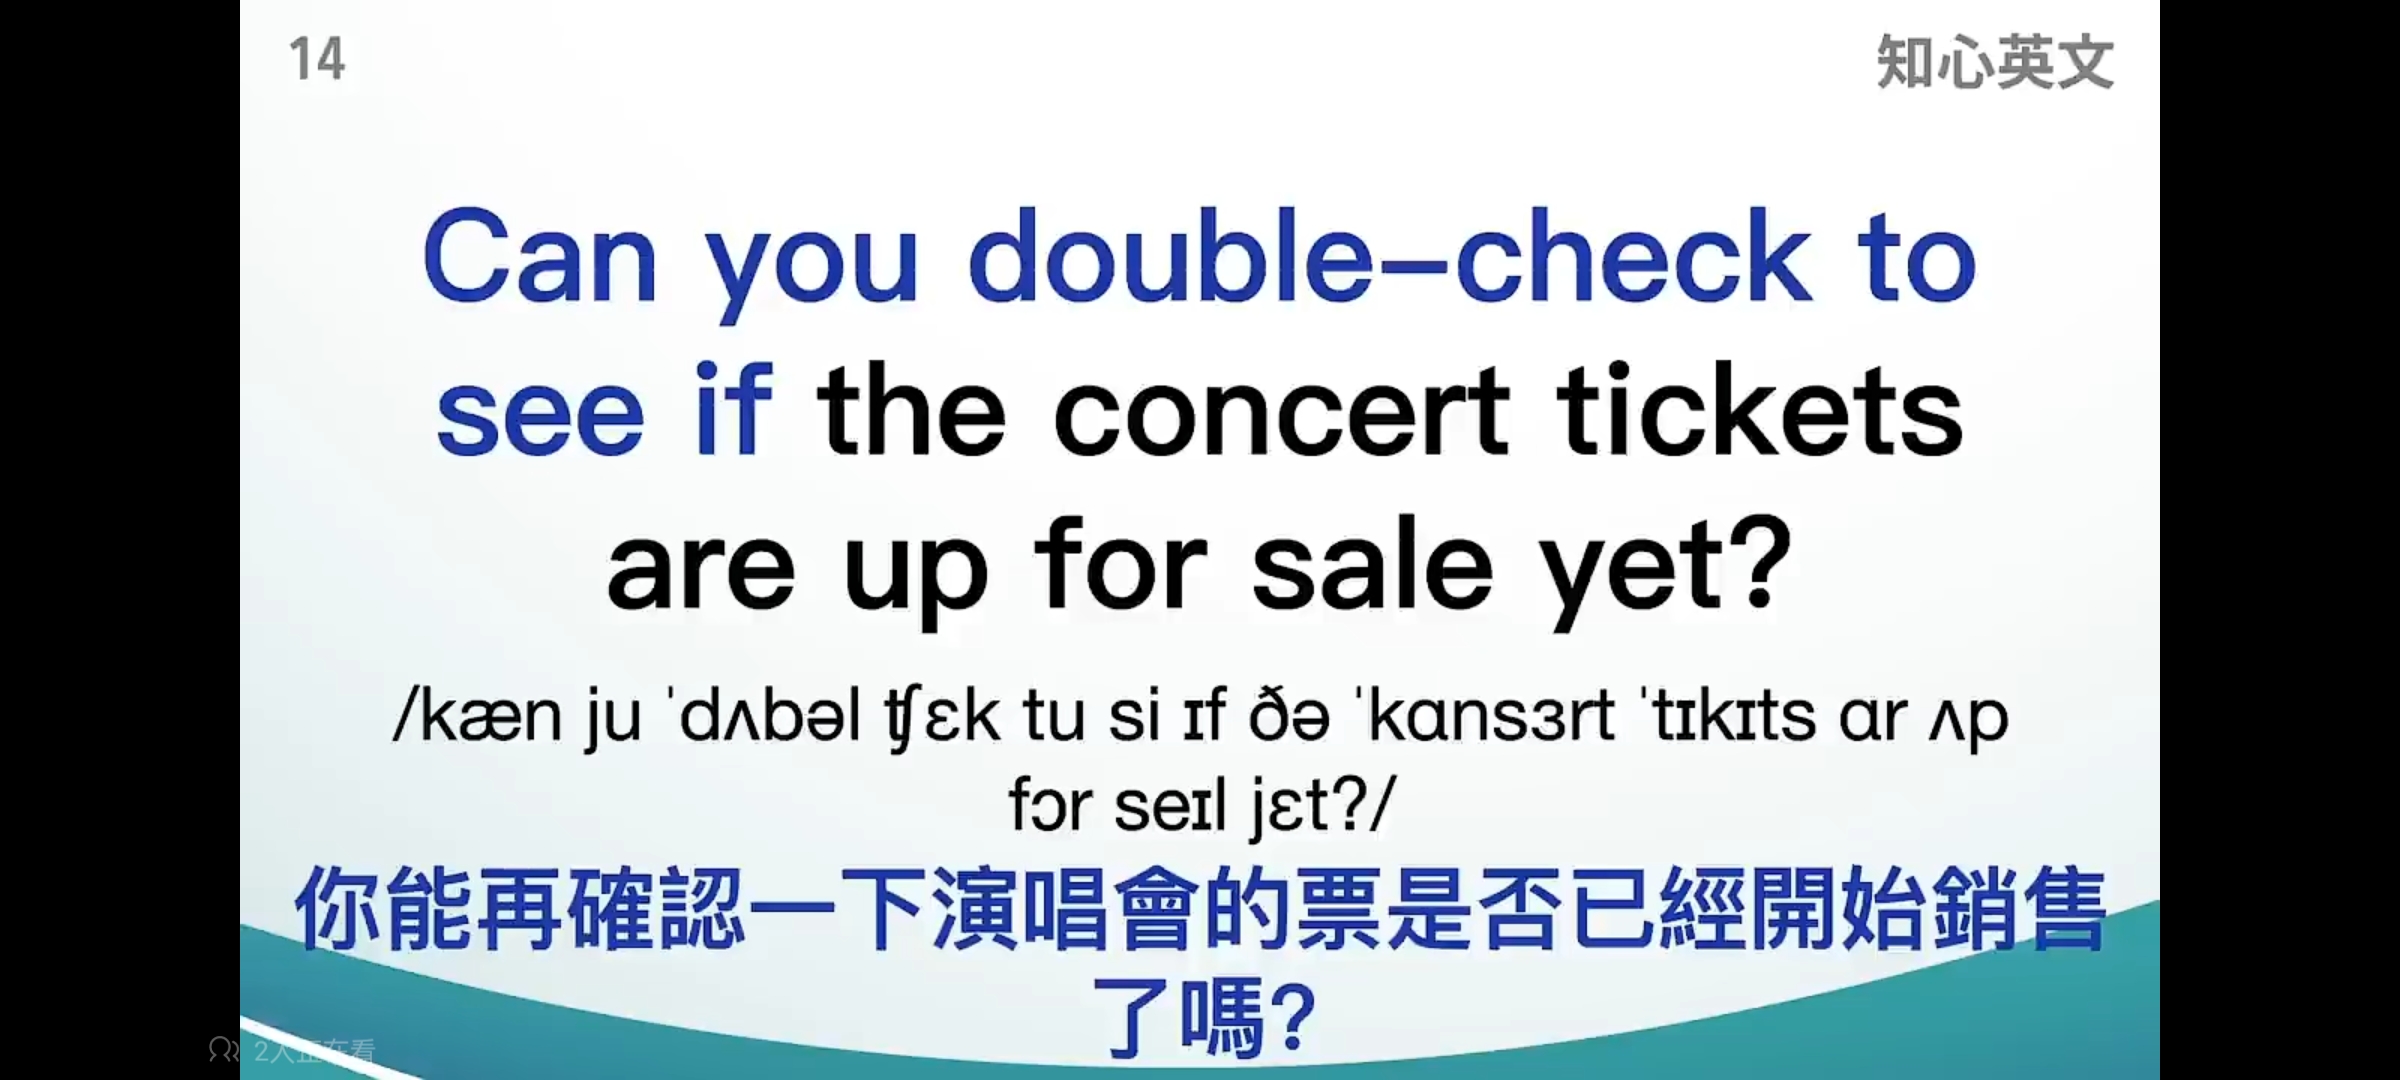 14
知心英文
Can you double-check to
see if the concert tickets
are up for sale yet?
/kæn ju ˈdʌbəl ʧɛk tu si ɪf ðə ˈkɑnsɜrt ˈtɪkɪts ɑr ʌp
fɔr seɪl jɛt?/
你能再確認一下演唱會的票是否已經開始銷售
了嗎?
2人正在看